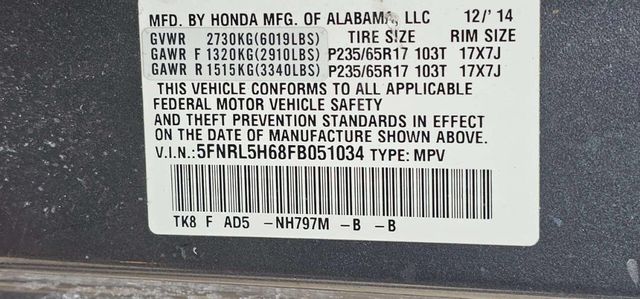 MFD. BY HONDA MFG. OF ALABAMA, LLC 12/'14
GVWR 2730KG(6019LBS) TIRE SIZE RIM SIZE
GAWR F 1320KG(2910LBS) P235/65R17 103T 17X7J
GAWR R 1515KG(3340LBS) P235/65R17 103T 17X7J
THIS VEHICLE CONFORMS TO ALL APPLICABLE
FEDERAL MOTOR VEHICLE SAFETY
AND THEFT PREVENTION STANDARDS IN EFFECT
ON THE DATE OF MANUFACTURE SHOWN ABOVE.
V.I.N.: 5FNRL5H68FB051034 TYPE: MPV
TK8 F AD5 -NH797M -B -B